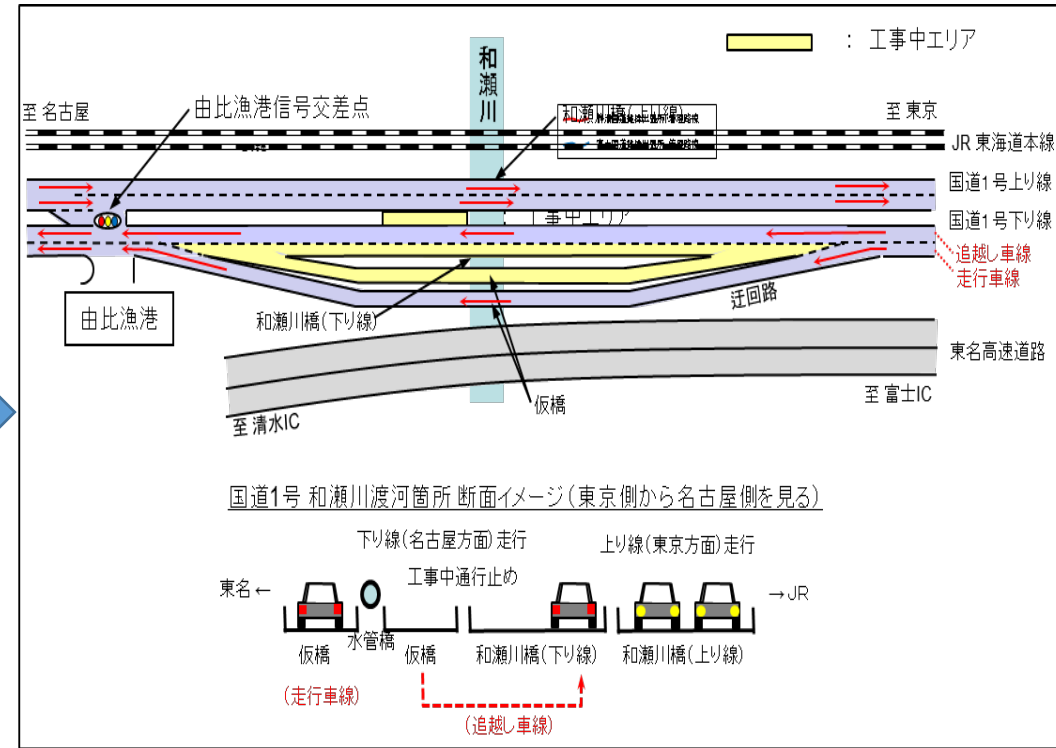 ：工事中エリア
和瀬川
至 名古屋
由比漁港信号交差点
和瀬川橋（上り線）
至 東京
JR 東海道本線
国道1号上り線
国道1号下り線
工事中エリア
追越し車線
走行車線
由比漁港
和瀬川橋（下り線）
迂回路
東名高速道路
仮橋
至 富士IC
至 清水IC
国道1号 和瀬川渡河箇所 断面イメージ（東京側から名古屋側を見る）
下り線（名古屋方面）走行
上り線（東京方面）走行
工事中通行止め
東名←
→JR
水管橋
仮橋
仮橋
和瀬川橋（下り線）
和瀬川橋（上り線）
（走行車線）
（追越し車線）